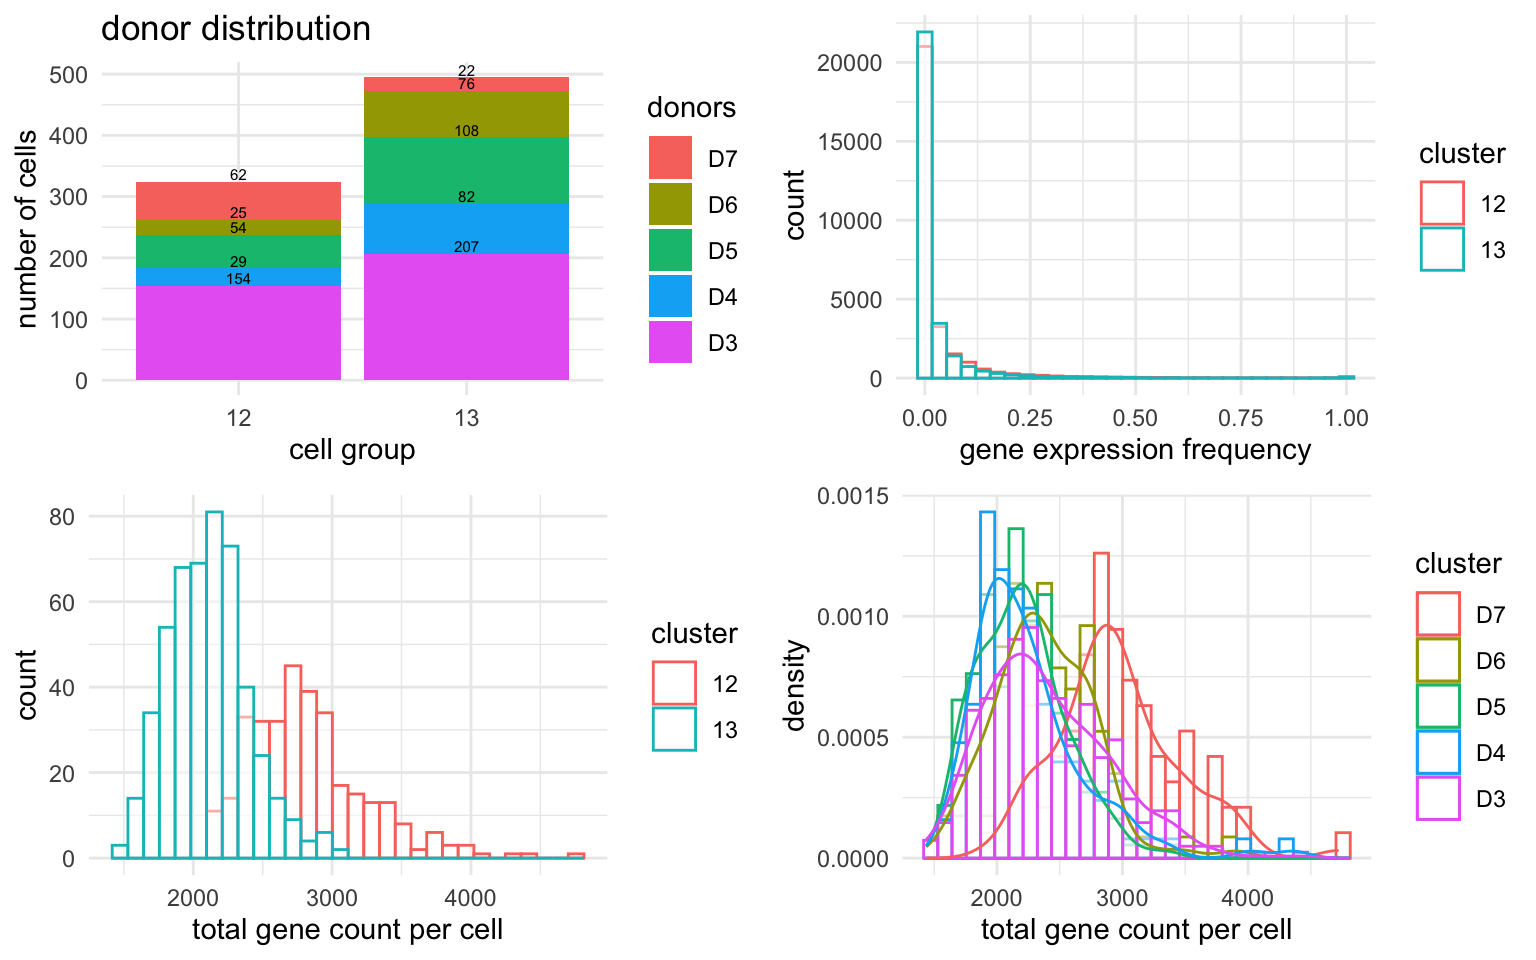 donor distribution
500
400
300
200
100
0
number of cells
62
25
54
29
154
22
76
108
82
207
12
13
cell group
donors
D7
D6
D5
D4
D3
20000
15000
10000
5000
0
count
0.00
0.25
0.50
0.75
1.00
gene expression frequency
cluster
12
13
80
60
40
20
0
count
2000
3000
4000
total gene count per cell
cluster
12
13
0.0015
0.0010
0.0005
0.0000
density
2000
3000
4000
total gene count per cell
cluster
D7
D6
D5
D4
D3